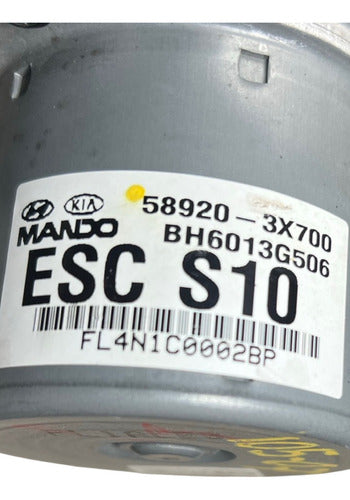 KIA 58920-3X700
MANDO BH6013G506
ESC S10
FL4N1C0002BP